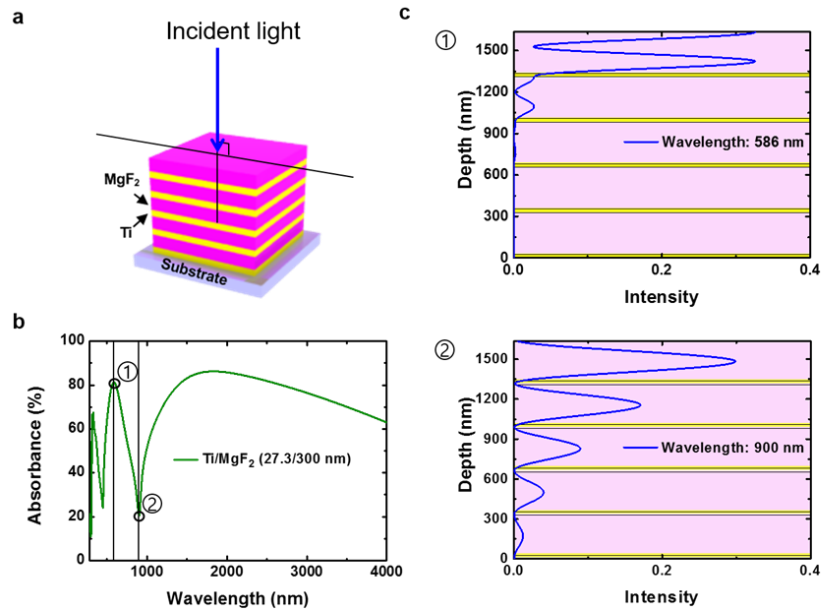 a
Incident light
MgF₂
Ti
Substrate
b
Absorbance (%)
100
80
60
40
20
0
①
②
Ti/MgF₂ (27.3/300 nm)
1000 2000 3000 4000
Wavelength (nm)
c
①
Depth (nm)
1500
1200
900
600
300
0
Wavelength: 586 nm
0.0 0.2 0.4
Intensity
②
Depth (nm)
1500
1200
900
600
300
0
Wavelength: 900 nm
0.0 0.2 0.4
Intensity